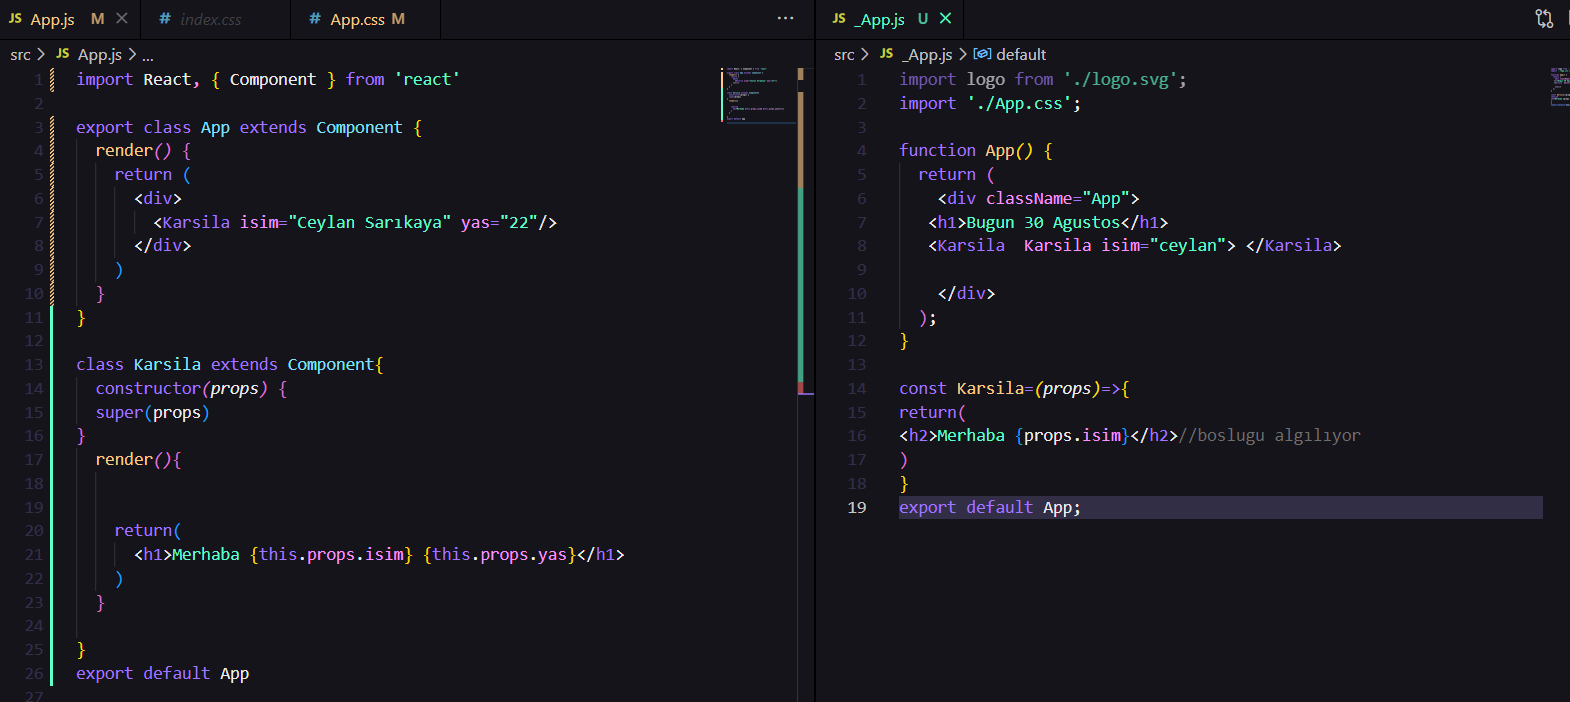 JS App.js M
# index.css
# App.css M
src > JS App.js > ...
1 import React, { Component } from 'react'
2
3 export class App extends Component {
4 render() {
5 return (
6 <div>
7 <Karsila isim="Ceylan Sarıkaya" yas="22"/>
8 </div>
9 )
10 }
11 }
12
13 class Karsila extends Component{
14 constructor(props) {
15 super(props)
16 }
17 render(){
18
19
20 return(
21 <h1>Merhaba {this.props.isim} {this.props.yas}</h1>
22 )
23 }
24
25 }
26 export default App
27
JS _App.js U
src > JS _App.js > default
1 import logo from './logo.svg';
2 import './App.css';
3
4 function App() {
5 return (
6 <div className="App">
7 <h1>Bugun 30 Agustos</h1>
8 <Karsila  Karsila isim="ceylan"> </Karsila>
9
10 </div>
11 );
12 }
13
14 const Karsila=(props)=>{
15 return(
16 <h2>Merhaba {props.isim}</h2>//boslugu algılıyor
17 )
18 }
19 export default App;